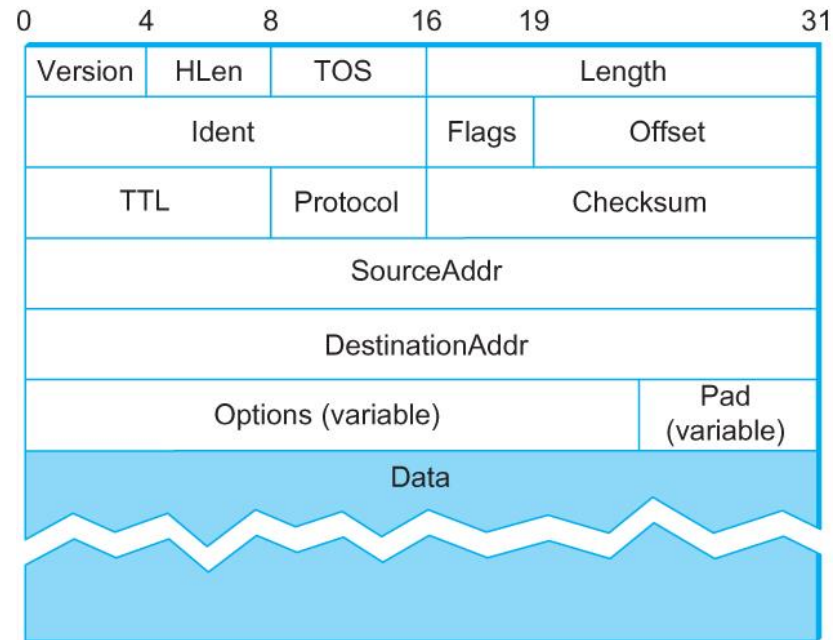 0 4 8 16 19 31
Version HLen TOS Length
Ident Flags Offset
TTL Protocol Checksum
SourceAddr
DestinationAddr
Options (variable) Pad
(variable)
Data